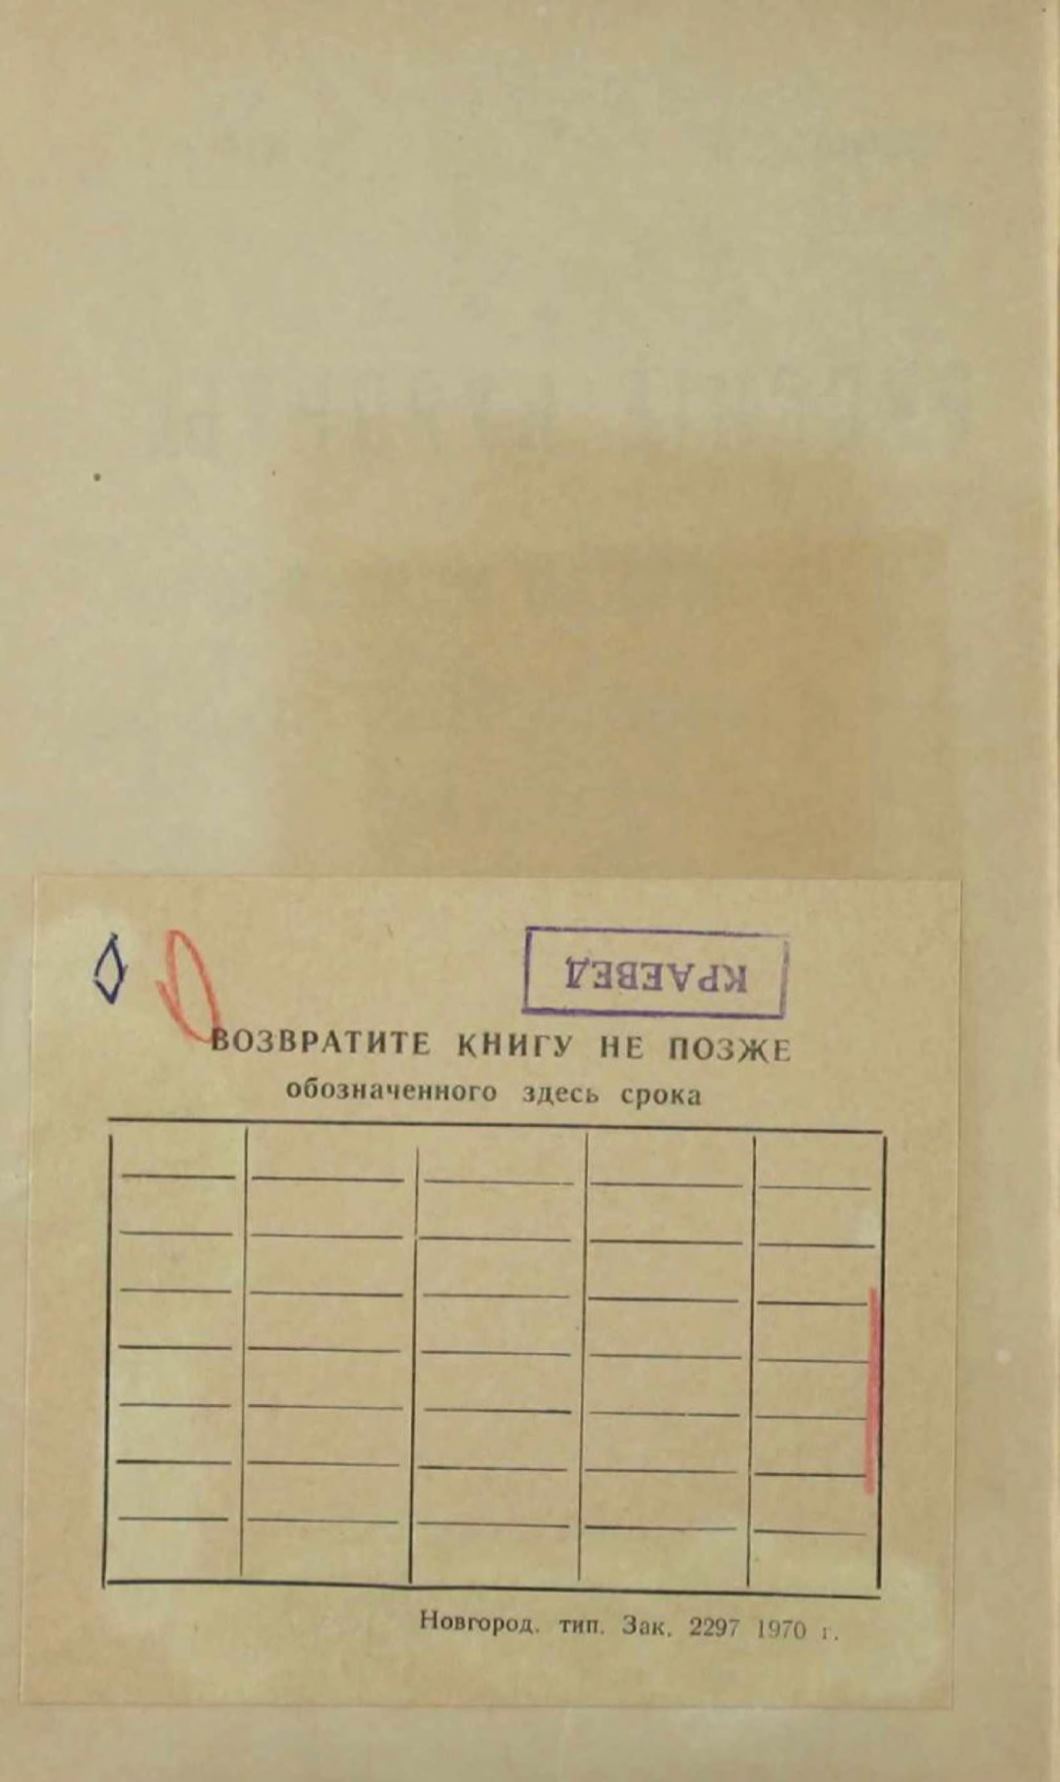 КРАЕВЕД
ВОЗВРАТИТЕ КНИГУ НЕ ПОЗЖЕ
обозначенного здесь срока
Новгород. тип. Зак. 2297 1970 г.